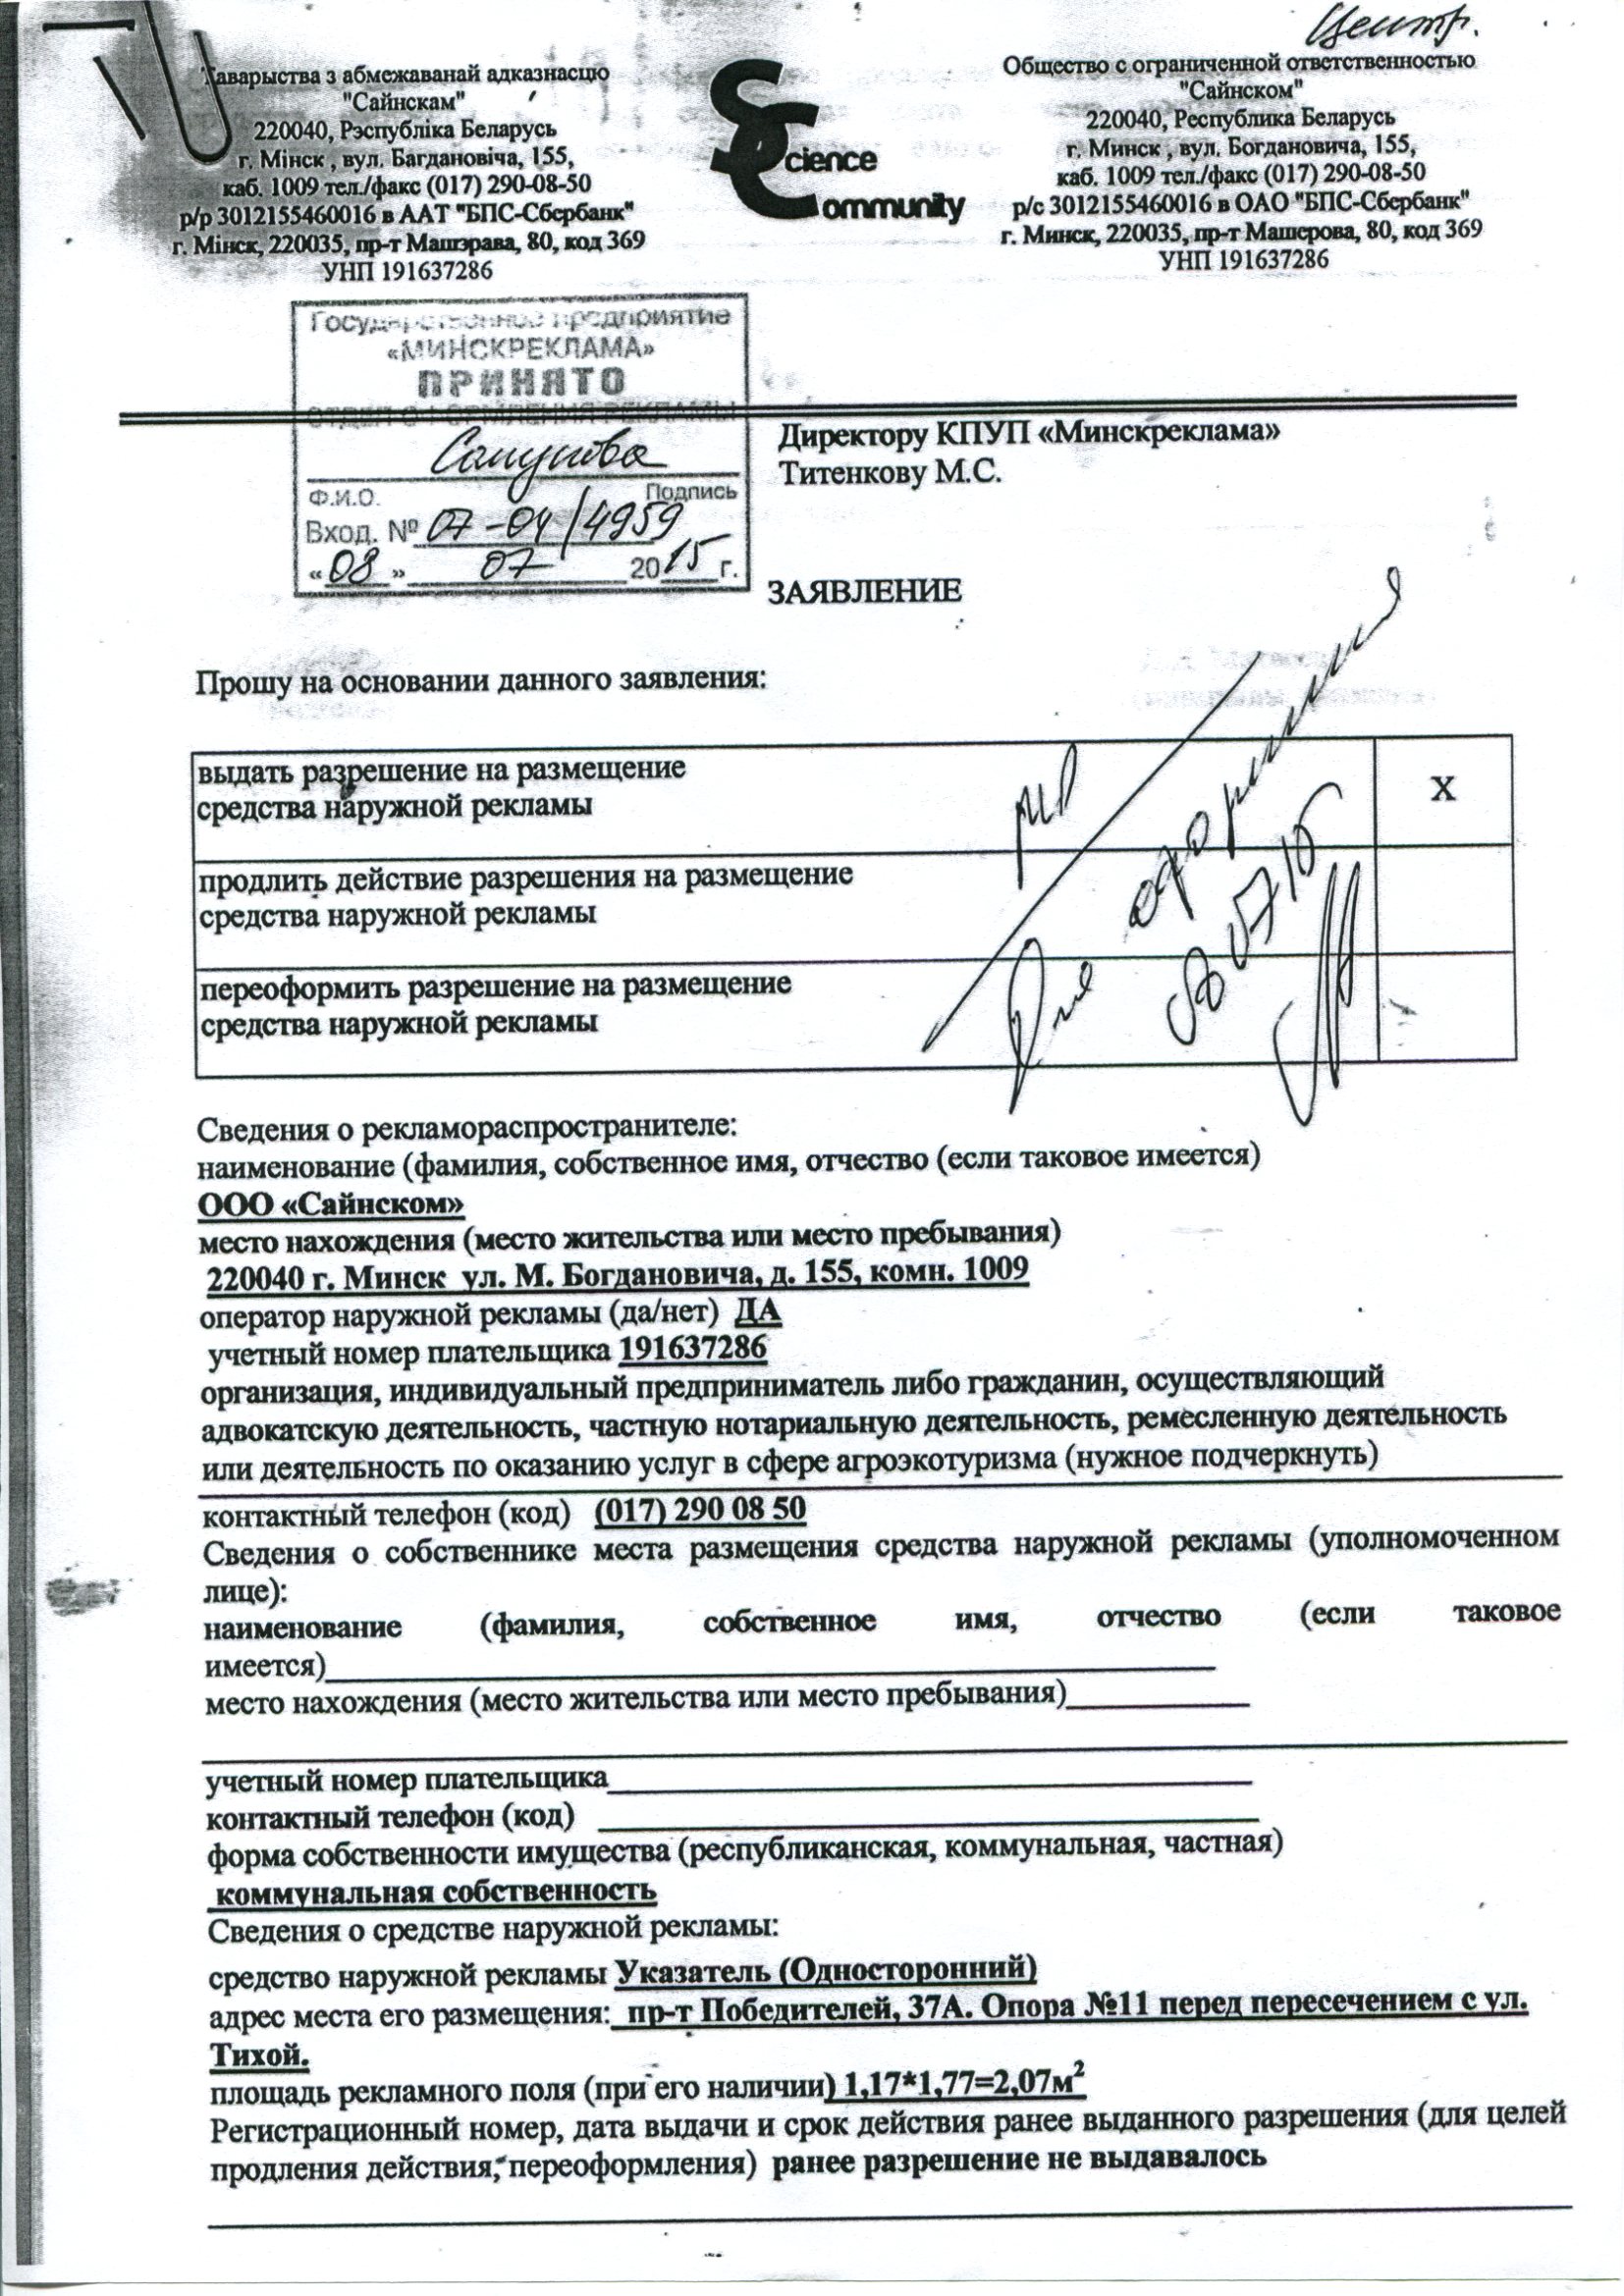 Центр.
Таварыства з абмежаванай адказнасцю
"Сайнскам"
220040, Рэспубліка Беларусь
г. Мінск , вул. Багдановіча, 155,
каб. 1009 тел./факс (017) 290-08-50
р/р 3012155460016 в ААТ "БПС-Сбербанк"
г. Мінск, 220035, пр-т Машэрава, 80, код 369
УНП 191637286
Science
Community
Общество с ограниченной ответственностью
"Сайнском"
220040, Республика Беларусь
г. Минск , вул. Богдановича, 155,
каб. 1009 тел./факс (017) 290-08-50
р/с 3012155460016 в ОАО "БПС-Сбербанк"
г. Минск, 220035, пр-т Машерова, 80, код 369
УНП 191637286
Государственное предприятие
«МИНСКРЕКЛАМА»
ПРИНЯТО
ОТДЕЛ ОФОРМЛЕНИЯ РЕКЛАМЫ
Ф.И.О. Подпись
Вход. № 07-04/4959
«08» 07 2015 г.
Директору КПУП «Минскреклама»
Титенкову М.С.
ЗАЯВЛЕНИЕ
Прошу на основании данного заявления:
выдать разрешение на размещение
средства наружной рекламы
X
продлить действие разрешения на размещение
средства наружной рекламы
переоформить разрешение на размещение
средства наружной рекламы
Сведения о рекламораспространителе:
наименование (фамилия, собственное имя, отчество (если таковое имеется)
ООО «Сайнском»
место нахождения (место жительства или место пребывания)
220040 г. Минск ул. М. Богдановича, д. 155, комн. 1009
оператор наружной рекламы (да/нет) ДА
учетный номер плательщика 191637286
организация, индивидуальный предприниматель либо гражданин, осуществляющий
адвокатскую деятельность, частную нотариальную деятельность, ремесленную деятельность
или деятельность по оказанию услуг в сфере агроэкотуризма (нужное подчеркнуть)
контактный телефон (код) (017) 290 08 50
Сведения о собственнике места размещения средства наружной рекламы (уполномоченном
лице):
наименование (фамилия, собственное имя, отчество (если таковое
имеется)
место нахождения (место жительства или место пребывания)
учетный номер плательщика
контактный телефон (код)
форма собственности имущества (республиканская, коммунальная, частная)
коммунальная собственность
Сведения о средстве наружной рекламы:
средство наружной рекламы Указатель (Односторонний)
адрес места его размещения: пр-т Победителей, 37А. Опора №11 перед пересечением с ул.
Тихой.
площадь рекламного поля (при его наличии) 1,17*1,77=2,07м²
Регистрационный номер, дата выдачи и срок действия ранее выданного разрешения (для целей
продления действия, переоформления) ранее разрешение не выдавалось